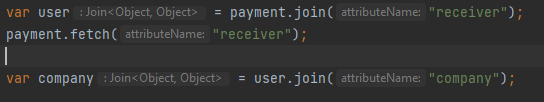 var user : Join<Object, Object> = payment.join( attributeName: "receiver");
payment.fetch( attributeName: "receiver");
var company : Join<Object, Object> = user.join( attributeName: "company");